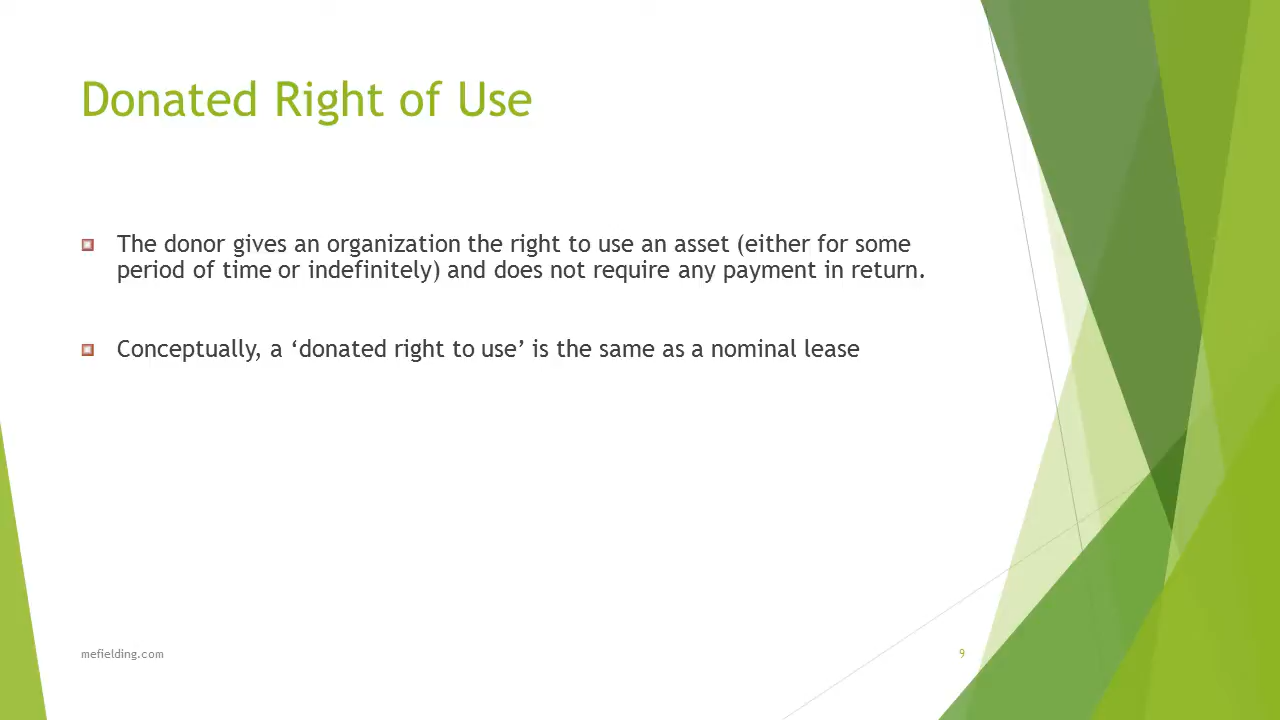 Donated Right of Use
The donor gives an organization the right to use an asset (either for some
period of time or indefinitely) and does not require any payment in return.
Conceptually, a ‘donated right to use’ is the same as a nominal lease
mefielding.com
9